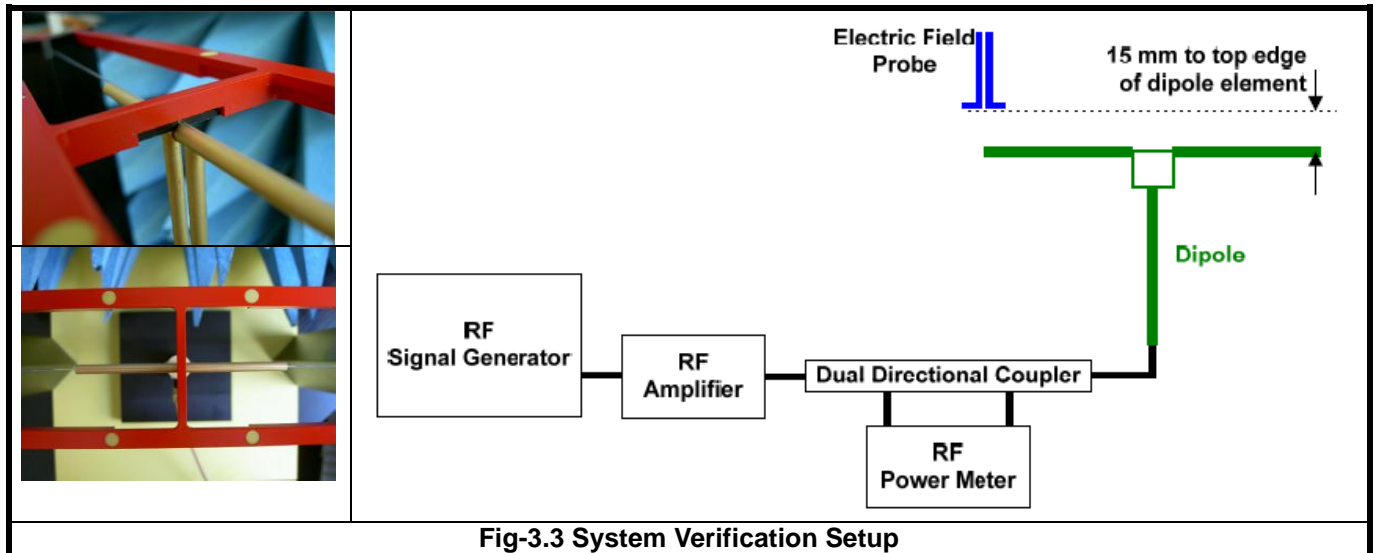 Electric Field
Probe
15 mm to top edge
of dipole element
Dipole
RF
Signal Generator
RF
Amplifier
Dual Directional Coupler
RF
Power Meter
Fig-3.3 System Verification Setup